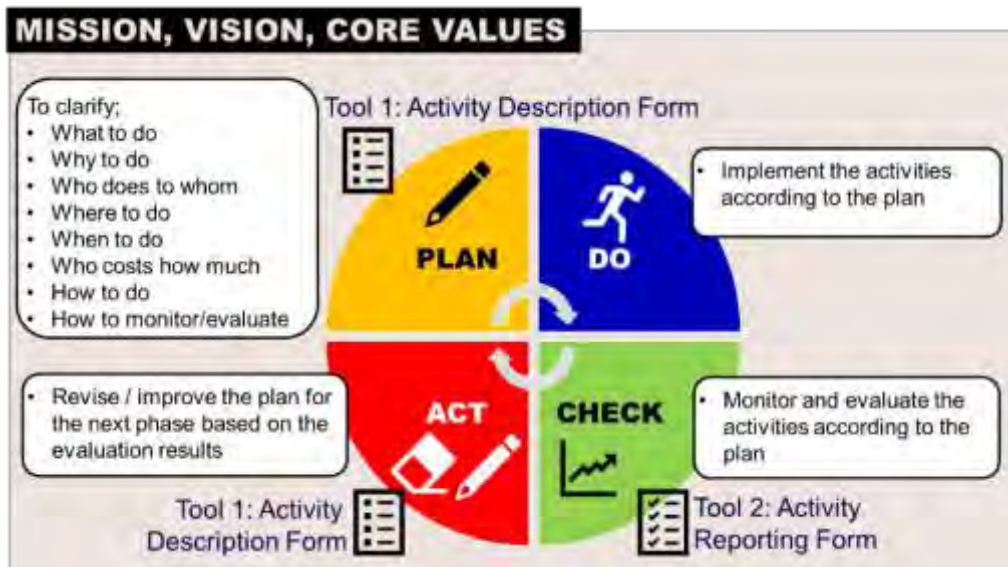 MISSION, VISION, CORE VALUES
To clarify;
• What to do
• Why to do
• Who does to whom
• Where to do
• When to do
• Who costs how much
• How to do
• How to monitor/evaluate
Tool 1: Activity Description Form
PLAN
DO
• Implement the activities
according to the plan
• Revise / improve the plan for
the next phase based on the
evaluation results
ACT
CHECK
• Monitor and evaluate the
activities according to the
plan
Tool 1: Activity
Description Form
Tool 2: Activity
Reporting Form